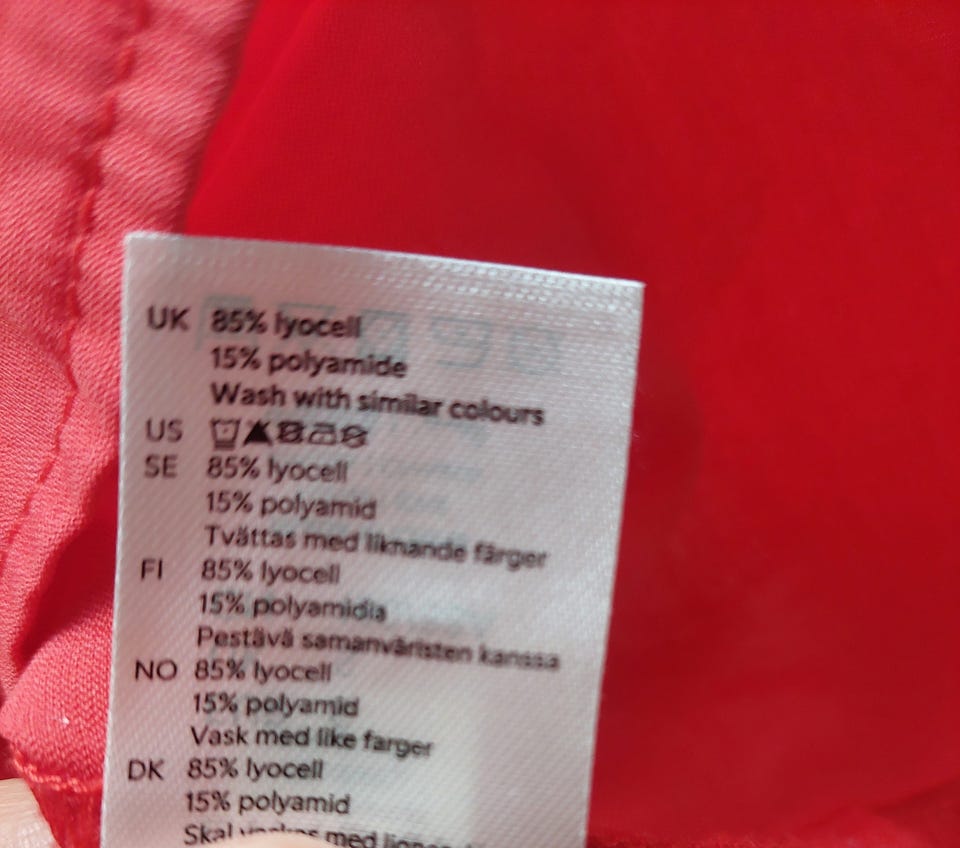 UK 85% lyocell
15% polyamide
Wash with similar colours
US
SE 85% lyocell
15% polyamid
Tvättas med liknande färger
FI 85% lyocell
15% polyamidia
Pestävä samanväristen kanssa
NO 85% lyocell
15% polyamid
Vask med like farger
DK 85% lyocell
15% polyamid
Skal med